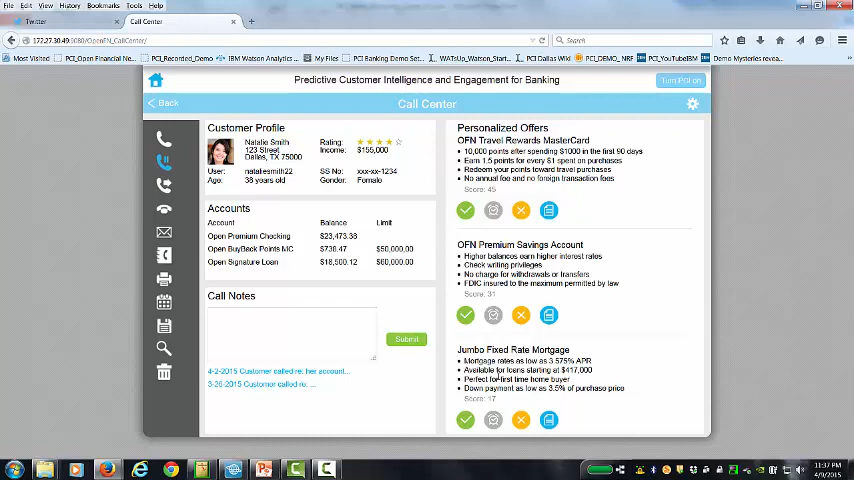 File Edit View History Bookmarks Tools Help
Twitter
Call Center
172.27.30.49:9080/OpenFN_CallCenter/
Search
Most Visited
PCI_Open Financial Ne...
PCI_Recorded_Demo
IBM Watson Analytics ...
My Files
PCI Banking Demo Set...
WATsUp_Watson_Start...
PCI Dallas Wiki
PCI_DEMO_NRF
PCI_YouTubeIBM
Demo Mysteries revea...
Predictive Customer Intelligence and Engagement for Banking
Turn PCI on
Back
Call Center
Customer Profile
Natalie Smith
123 Street
Dallas, TX 75000
Rating:
Income: $155,000
User: nataliesmith22
SS No: xxx-xx-1234
Age: 38 years old
Gender: Female
Accounts
Account Balance Limit
Open Premium Checking $23,473.38
Open BuyBack Points MC $738.47 $50,000.00
Open Signature Loan $18,500.12 $60,000.00
Call Notes
Submit
4-2-2015 Customer called re: her account...
3-26-2015 Customer called re: ...
Personalized Offers
OFN Travel Rewards MasterCard
• 10,000 points after spending $1000 in the first 90 days
• Earn 1.5 points for every $1 spent on purchases
• Redeem your points toward travel purchases
• No annual fee and no foreign transaction fees
Score: 45
OFN Premium Savings Account
• Higher balances earn higher interest rates
• Check writing privileges
• No charge for withdrawals or transfers
• FDIC insured to the maximum permitted by law
Score: 31
Jumbo Fixed Rate Mortgage
• Mortgage rates as low as 3.575% APR
• Available for loans starting at $417,000
• Perfect for first time home buyer
• Down payment as low as 3.5% of purchase price
Score: 17
11:37 PM
4/9/2015